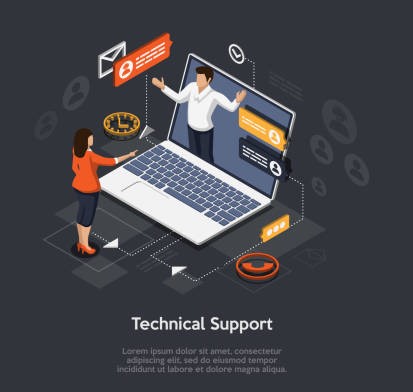 Technical Support
Lorem ipsum dolor sit amet, consectetur
adipiscing elit, sed do eiusmod tempor
incididunt ut labore et dolore magna aliqua.